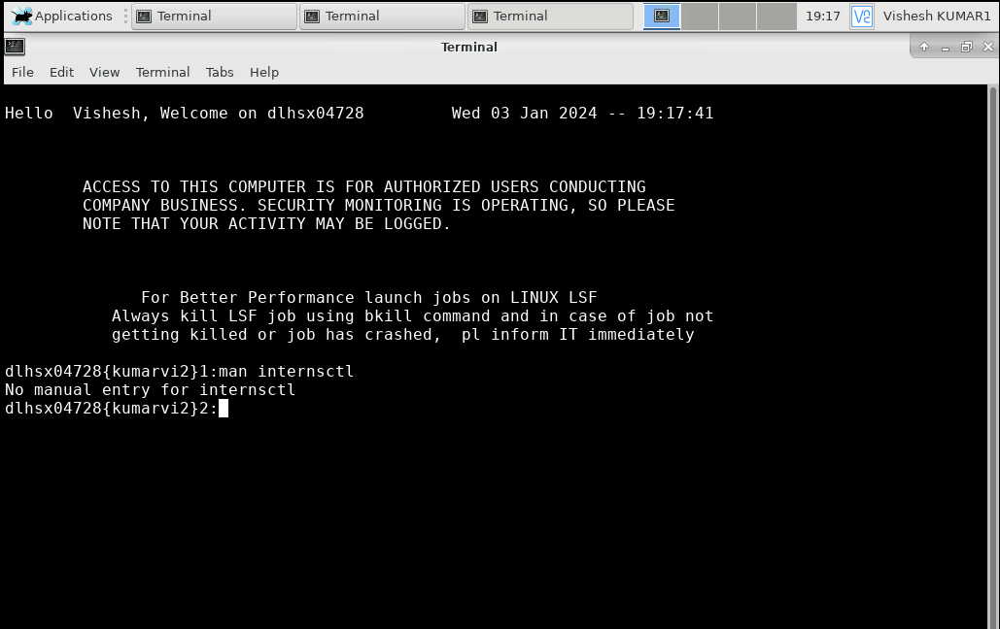 Applications Terminal Terminal Terminal 19:17 Vishesh KUMAR1
Terminal
File Edit View Terminal Tabs Help
Hello  Vishesh, Welcome on dlhsx04728         Wed 03 Jan 2024 -- 19:17:41
ACCESS TO THIS COMPUTER IS FOR AUTHORIZED USERS CONDUCTING
COMPANY BUSINESS. SECURITY MONITORING IS OPERATING, SO PLEASE
NOTE THAT YOUR ACTIVITY MAY BE LOGGED.
For Better Performance launch jobs on LINUX LSF
Always kill LSF job using bkill command and in case of job not
getting killed or job has crashed,  pl inform IT immediately
dlhsx04728{kumarvi2}1:man internsctl
No manual entry for internsctl
dlhsx04728{kumarvi2}2: